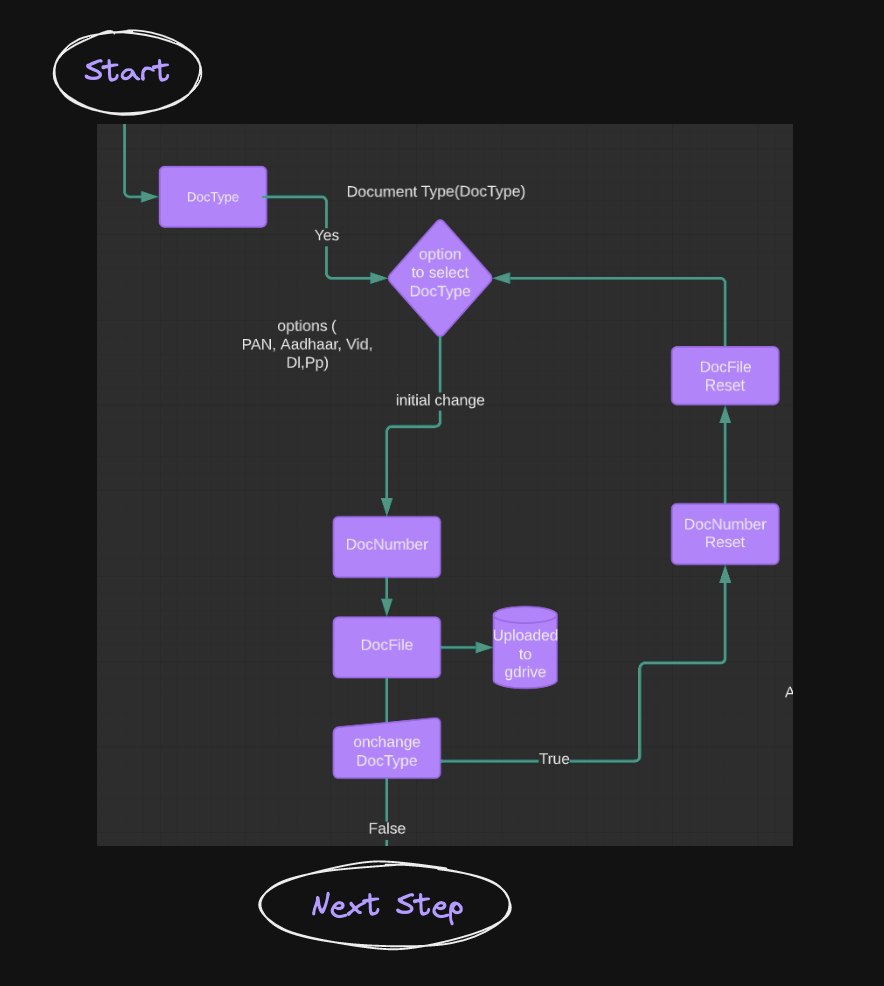 Start
DocType
Document Type(DocType)
Yes
option
to select
DocType
options (
PAN, Aadhaar, Vid,
Dl,Pp)
DocFile
Reset
initial change
DocNumber
Reset
DocNumber
DocFile
Uploaded
to
gdrive
A
onchange
DocType
True
False
Next Step